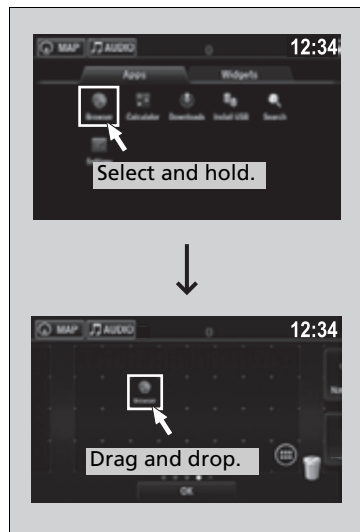 MAP AUDIO 12:34
Apps Widgets
Browser Calculator Downloads Install USB Search
Select and hold.
MAP AUDIO 12:34
Browser
Drag and drop.
OK